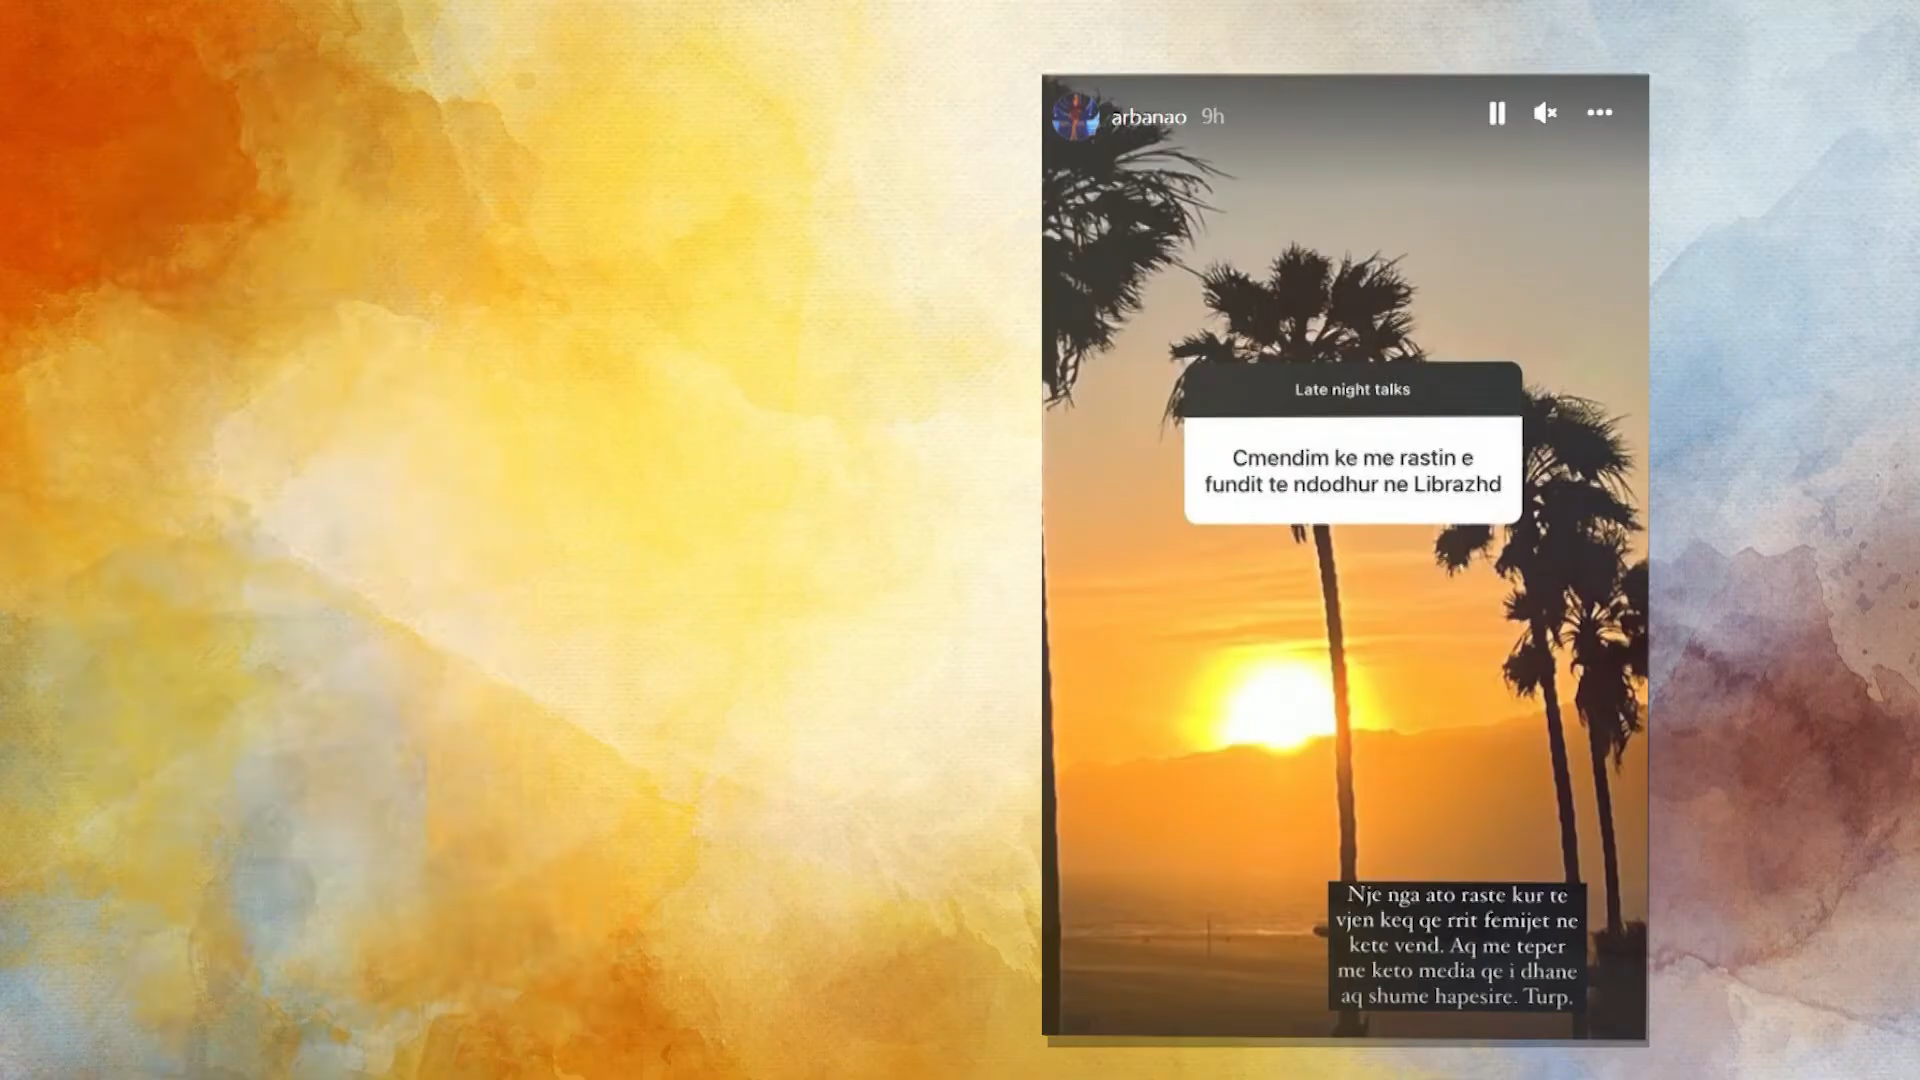 arbanao 9h
Late night talks
Cmendim ke me rastin e
fundit te ndodhur ne Librazhd
Nje nga ato raste kur te
vjen keq qe rrit femijet ne
kete vend. Aq me teper
me keto media qe i dhane
aq shume hapesire. Turp.